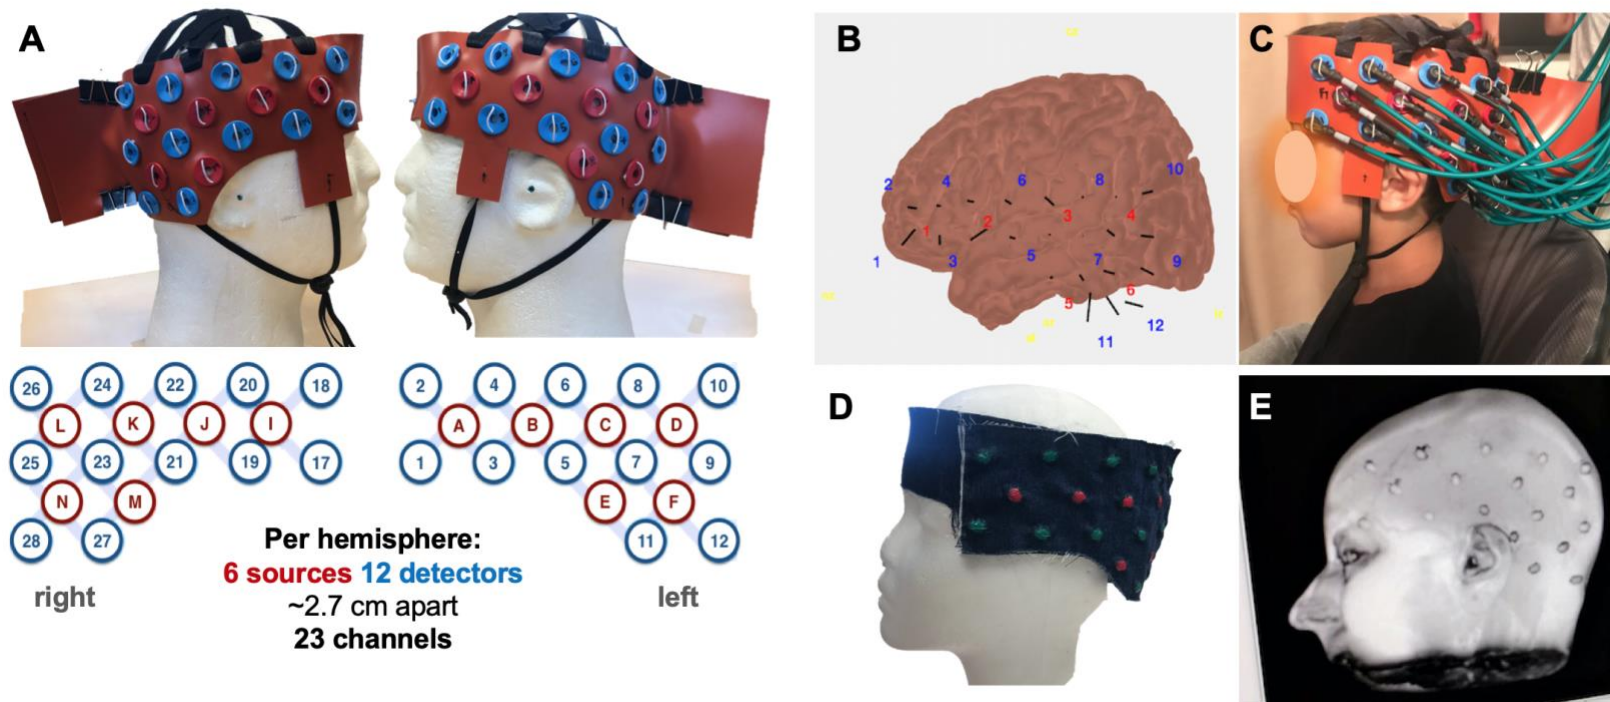 A
B
C
D
E
26 24 22 20 18
L K J I
25 23 21 19 17
N M
28 27
right
2 4 6 8 10
A B C D
1 3 5 7 9
E F
11 12
left
Per hemisphere:
6 sources 12 detectors
~2.7 cm apart
23 channels
2 4 6 8 10
1 2 3 4
1 3 5 7 9
5 6
11 12